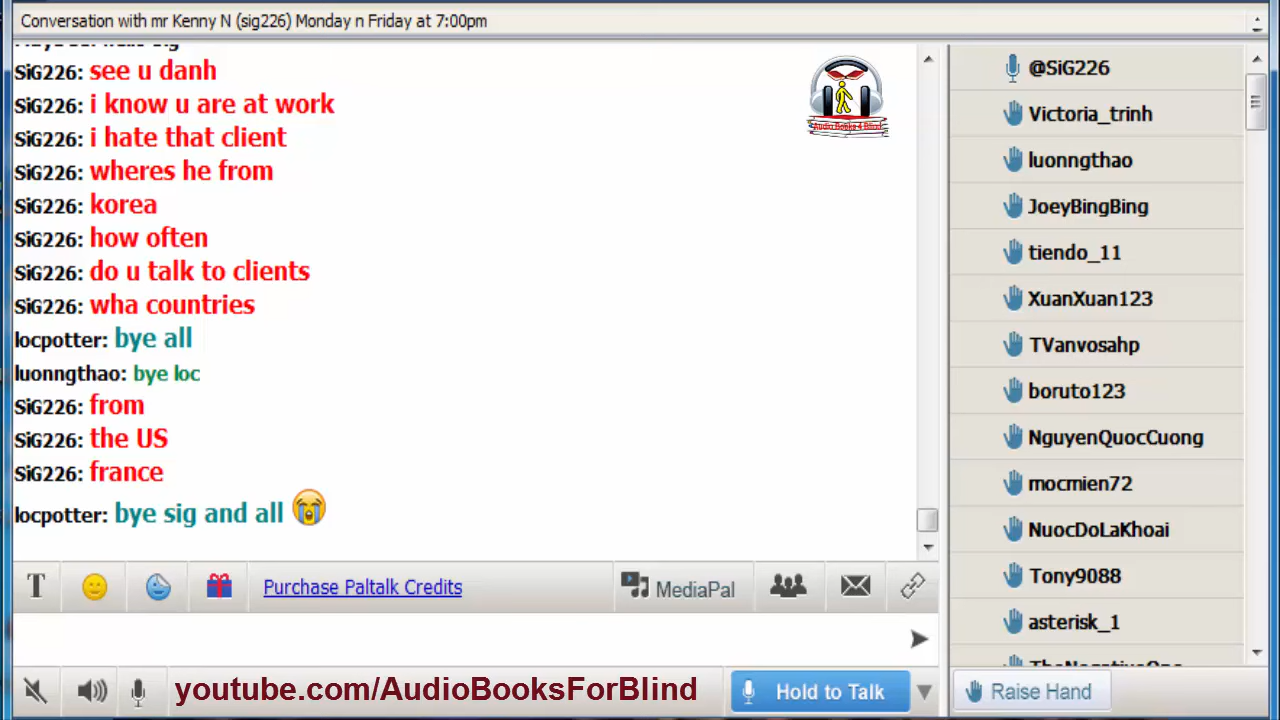 Conversation with mr Kenny N (sig226) Monday n Friday at 7:00pm
SiG226: see u danh
SiG226: i know u are at work
SiG226: i hate that client
SiG226: wheres he from
SiG226: korea
SiG226: how often
SiG226: do u talk to clients
SiG226: wha countries
locpotter: bye all
luonngthao: bye loc
SiG226: from
SiG226: the US
SiG226: france
locpotter: bye sig and all
Audio Books 4 Blind
T
Purchase Paltalk Credits
MediaPal
youtube.com/AudioBooksForBlind
Hold to Talk
@SiG226
Victoria_trinh
luonngthao
JoeyBingBing
tiendo_11
XuanXuan123
TVanvosahp
boruto123
NguyenQuocCuong
mocmien72
NuocDoLaKhoai
Tony9088
asterisk_1
Raise Hand